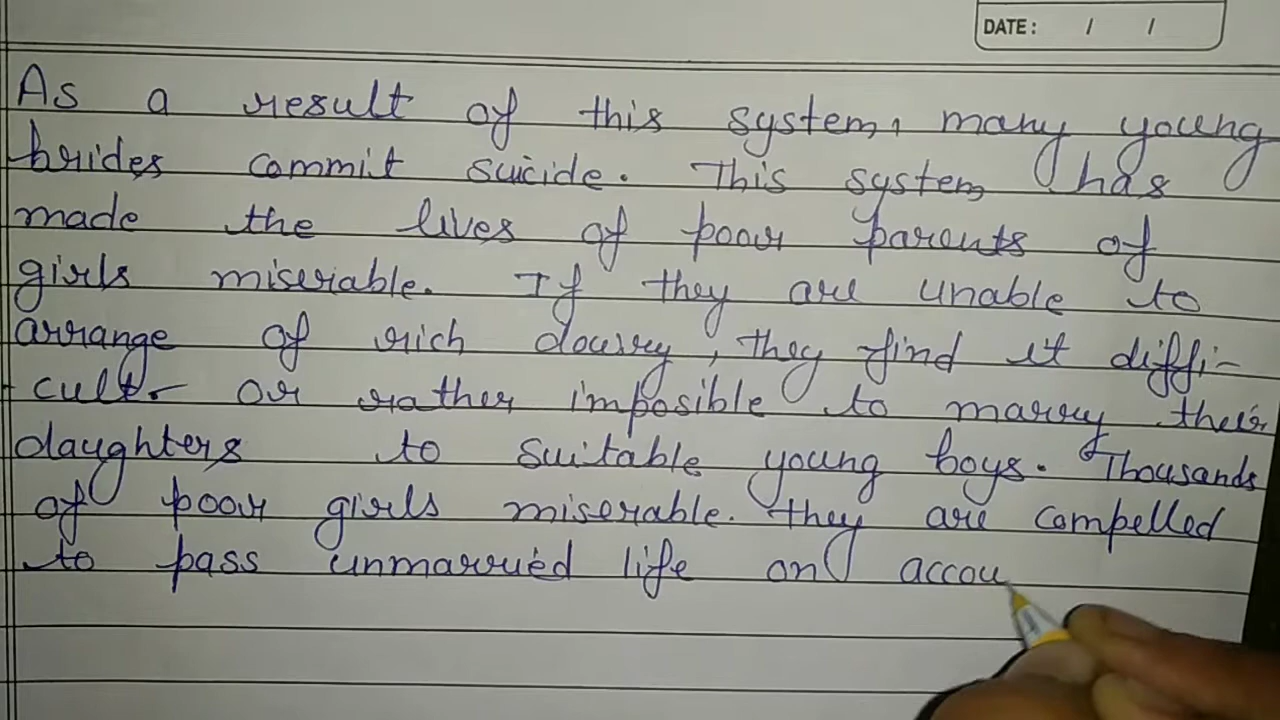 DATE: / /
As a result of this system, many young
brides commit suicide. This system has
made the lives of poor parents of
girls miserable. If they are unable to
arrange of rich dowry, they find it diffi-
cult- or rather imposible to marry their
daughters to suitable young boys. Thousands
of poor girls miserable. they are compelled
to pass unmarried life on accou